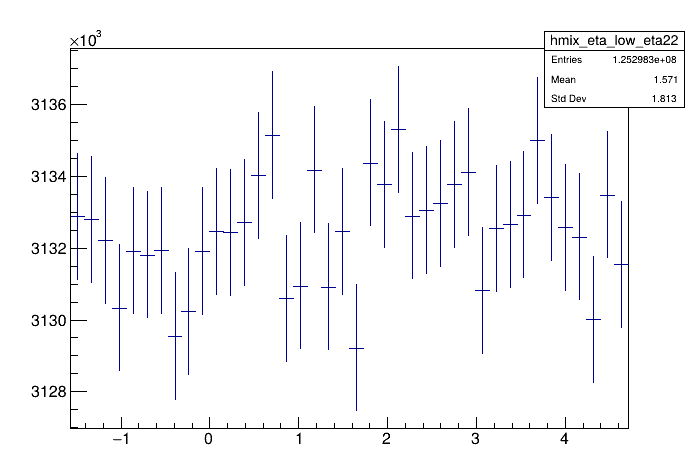 ×10³
hmix_eta_low_eta22
Entries 1.252983e+08
Mean 1.571
Std Dev 1.813
3136
3134
3132
3130
3128
−1 0 1 2 3 4